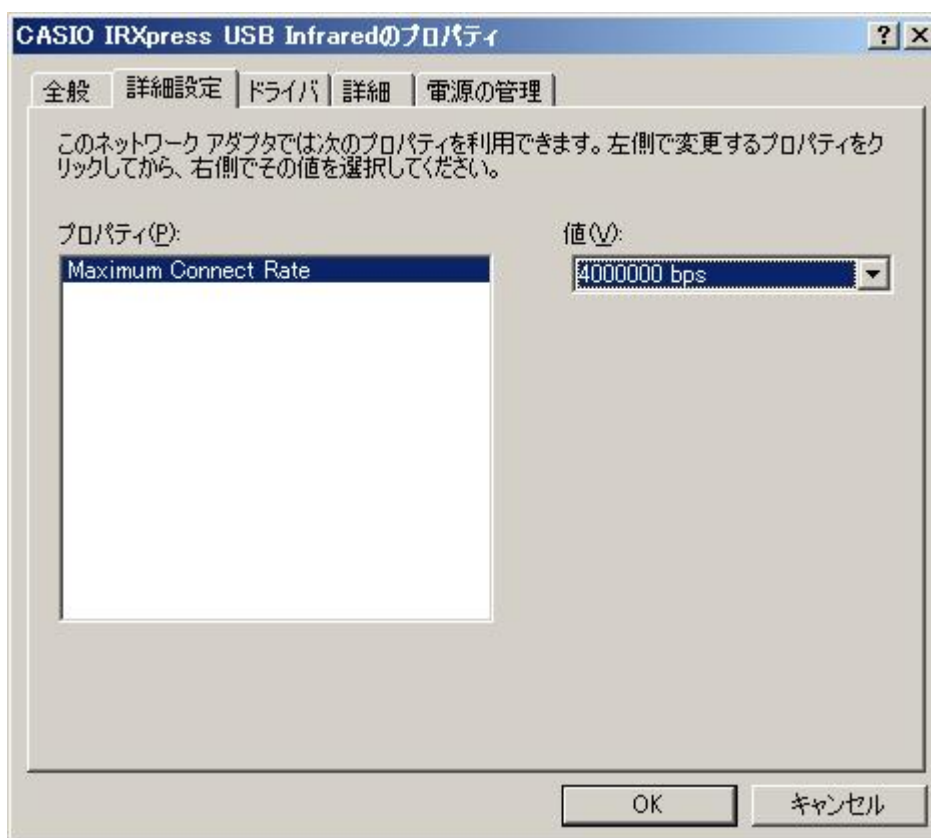 CASIO IRXpress USB Infraredのプロパティ
全般 詳細設定 ドライバ 詳細 電源の管理
このネットワーク アダプタでは次のプロパティを利用できます。左側で変更するプロパティをク
リックしてから、右側でその値を選択してください。
プロパティ(P): 値(V):
Maximum Connect Rate 4000000 bps
OK キャンセル